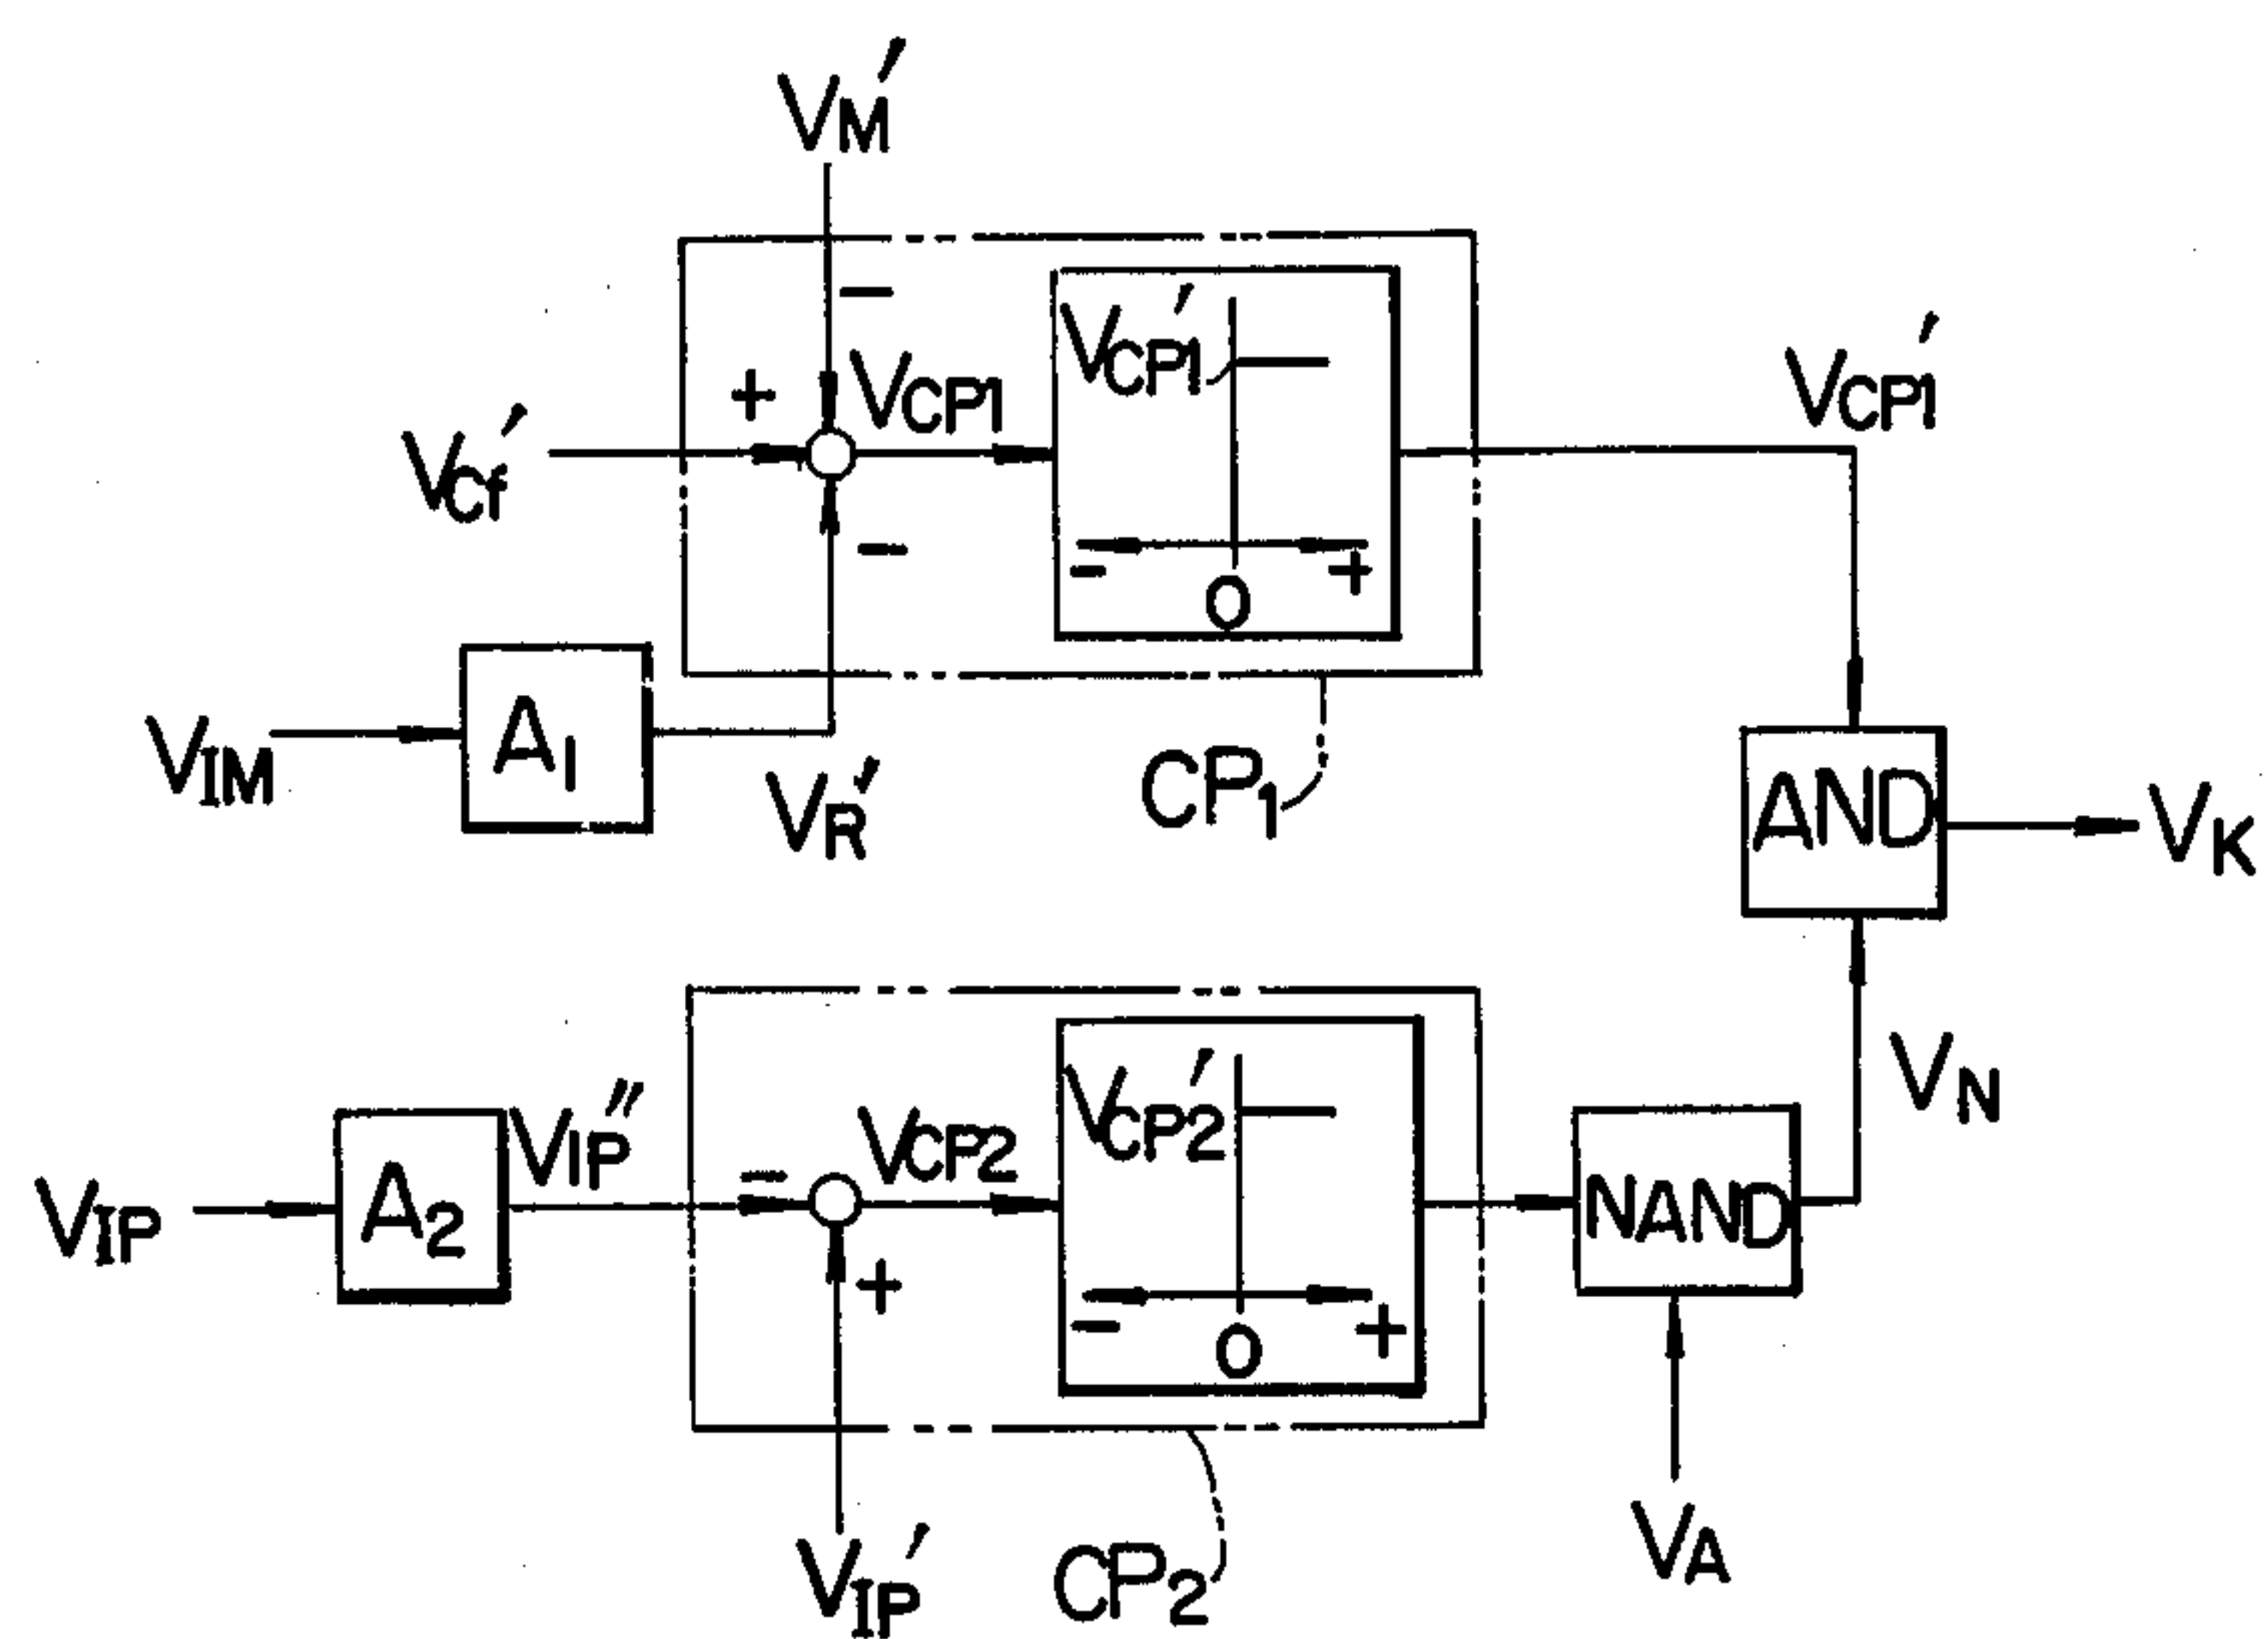 VM′
−
+
VCP1
VCP1′
VCP1′
VCf′
−
−
+
0
A1
VIM
VR′
CP1
AND
VK
VN
VIP″
VCP2
VCP2′
A2
−
NAND
VIP
+
−
+
0
VA
VIP′
CP2